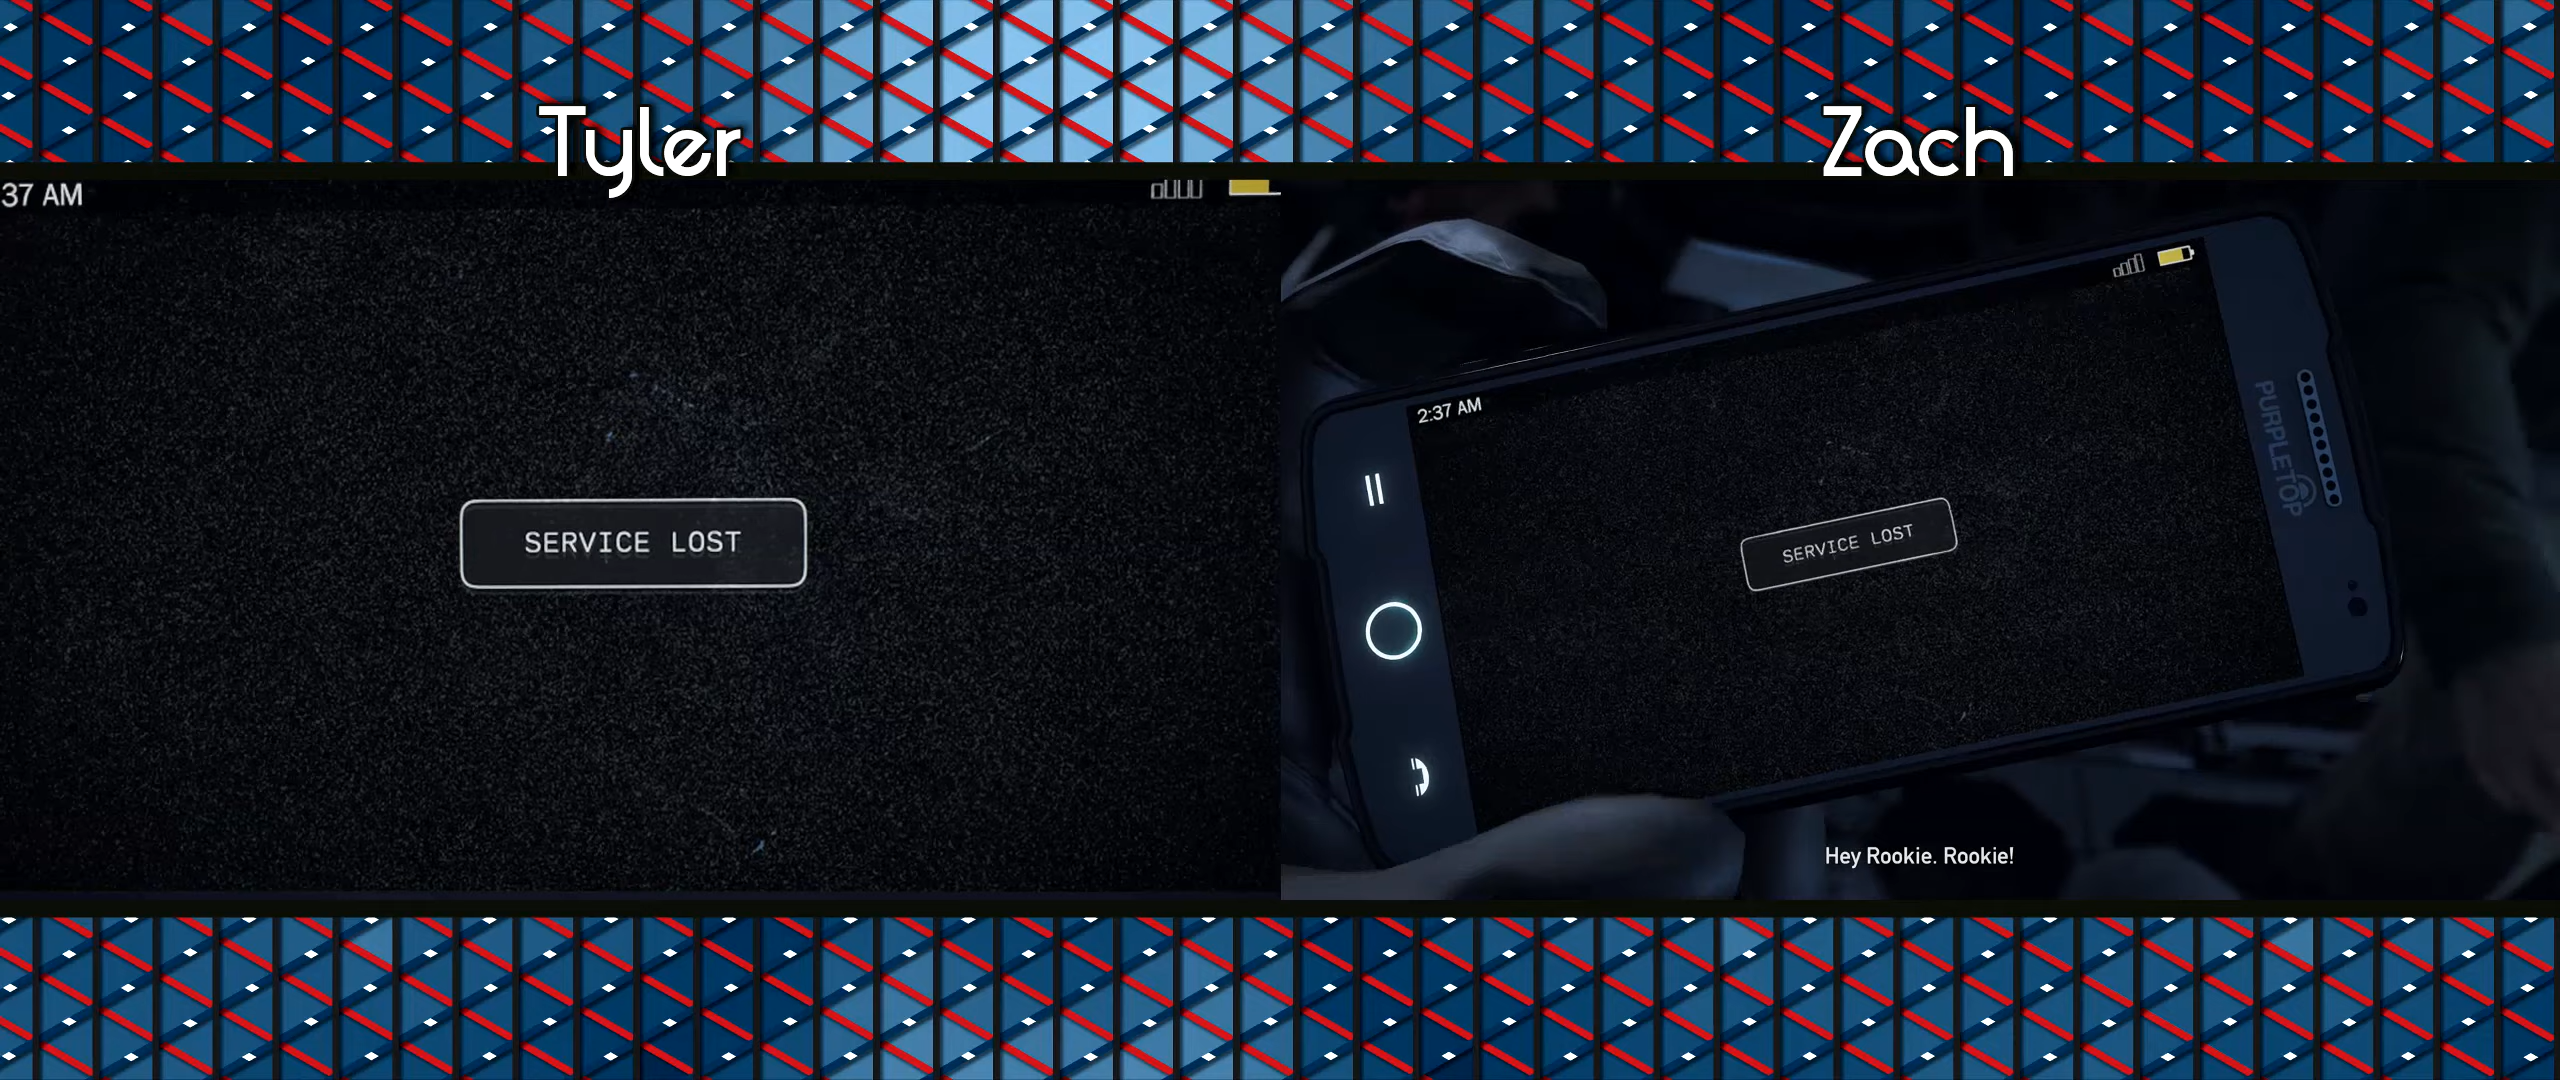 Tyler
Zach
37 AM
SERVICE LOST
2:37 AM
SERVICE LOST
PURPLETOP
Hey Rookie. Rookie!